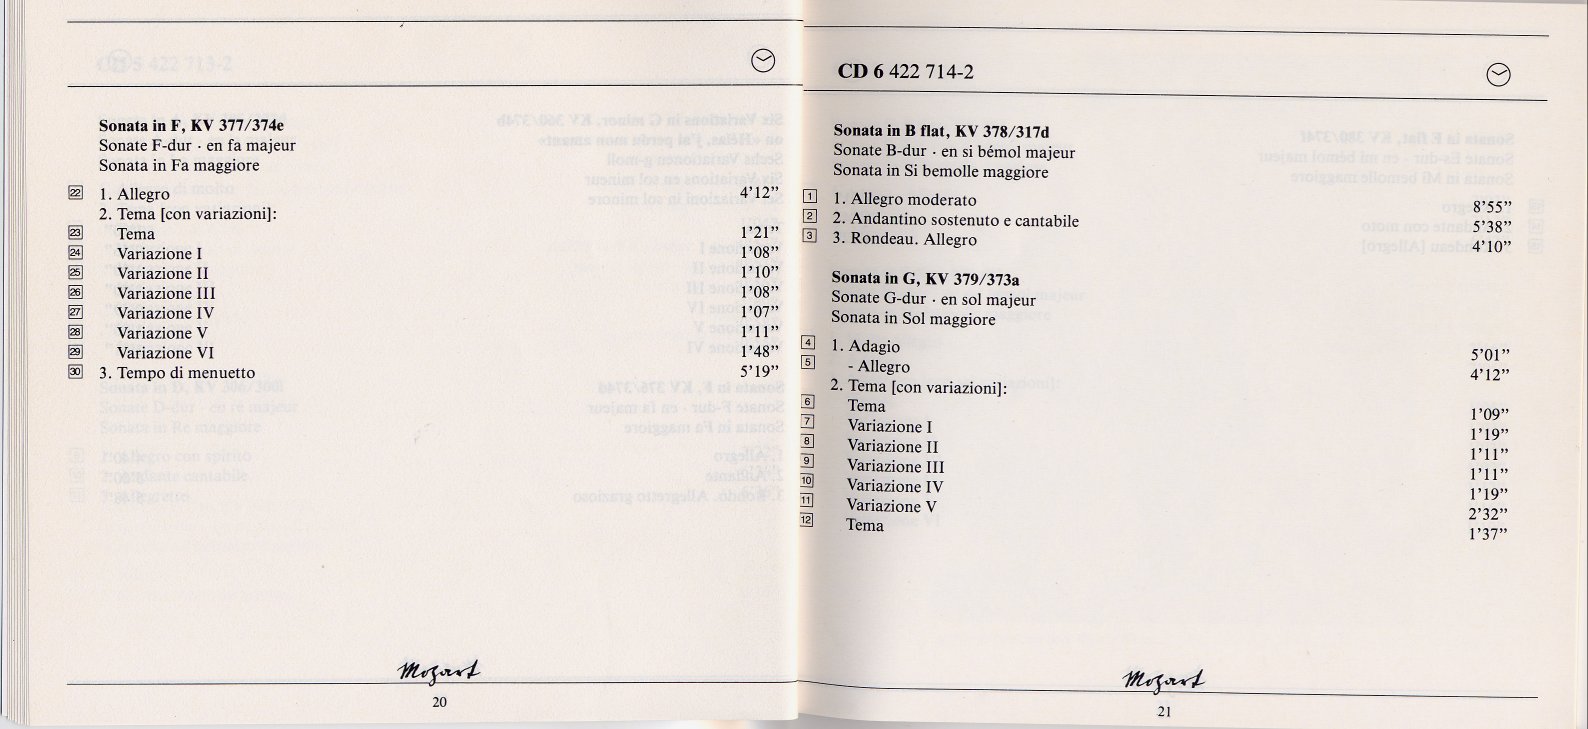 Sonata in F, KV 377/374e
Sonate F-dur · en fa majeur
Sonata in Fa maggiore
22 1. Allegro 4’12”
2. Tema [con variazioni]:
23 Tema 1’21”
24 Variazione I 1’08”
25 Variazione II 1’10”
26 Variazione III 1’08”
27 Variazione IV 1’07”
28 Variazione V 1’11”
29 Variazione VI 1’48”
30 3. Tempo di menuetto 5’19”
Mozart
20
CD 6 422 714-2
Sonata in B flat, KV 378/317d
Sonate B-dur · en si bémol majeur
Sonata in Si bemolle maggiore
1 1. Allegro moderato 8’55”
2 2. Andantino sostenuto e cantabile 5’38”
3 3. Rondeau. Allegro 4’10”
Sonata in G, KV 379/373a
Sonate G-dur · en sol majeur
Sonata in Sol maggiore
4 1. Adagio 5’01”
5 - Allegro 4’12”
2. Tema [con variazioni]:
6 Tema 1’09”
7 Variazione I 1’19”
8 Variazione II 1’11”
9 Variazione III 1’11”
10 Variazione IV 1’19”
11 Variazione V 2’32”
12 Tema 1’37”
Mozart
21